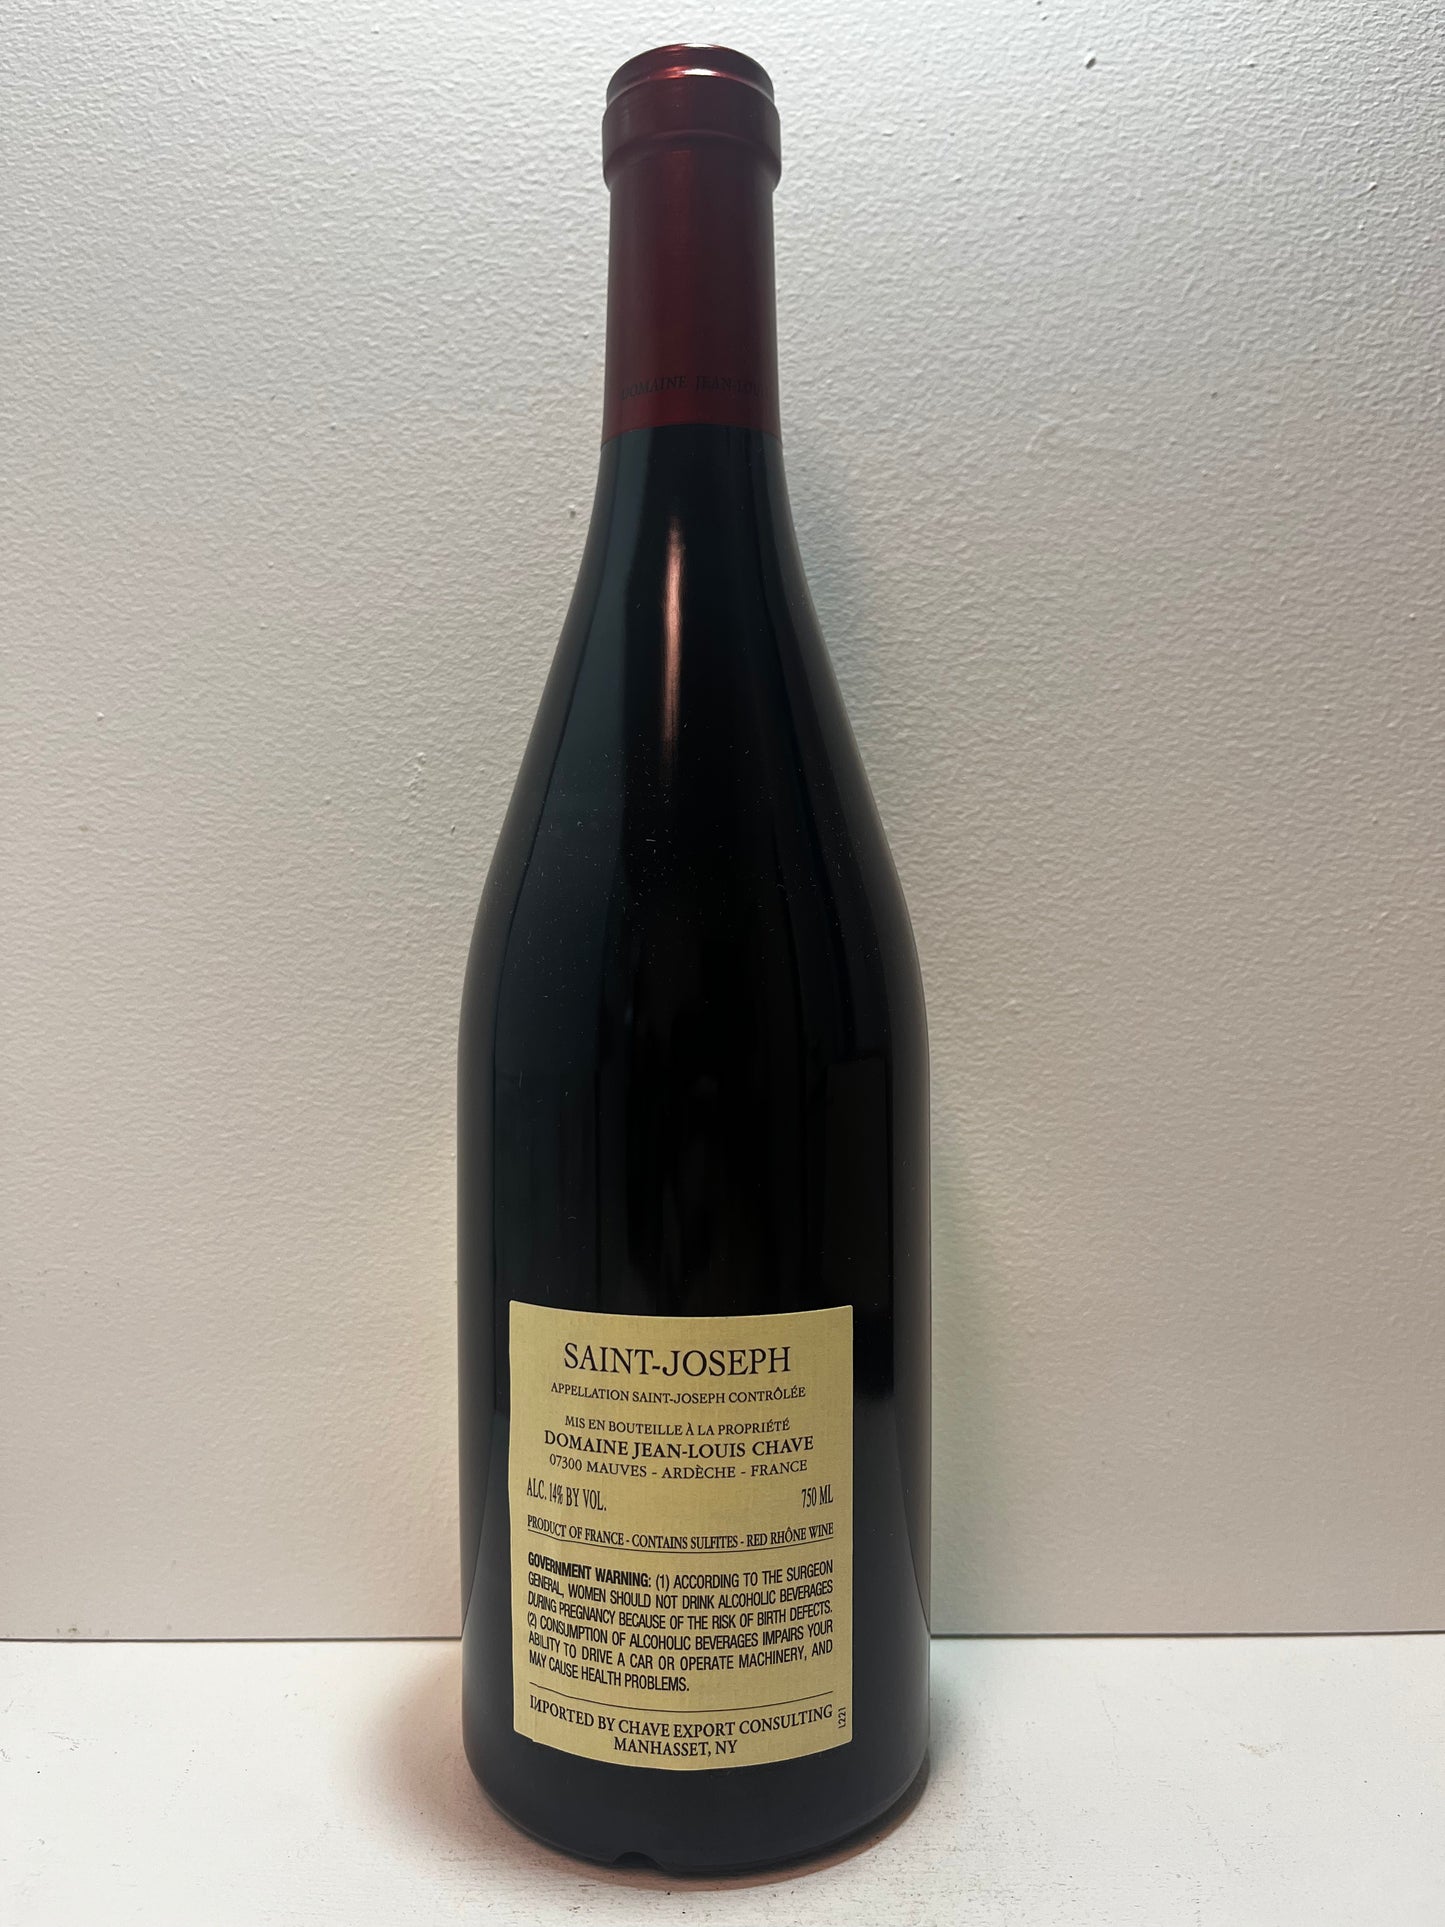 DOMAINE JEAN-LOUIS
SAINT-JOSEPH
APPELLATION SAINT-JOSEPH CONTRÔLÉE
MIS EN BOUTEILLE À LA PROPRIÉTÉ
DOMAINE JEAN-LOUIS CHAVE
07300 MAUVES - ARDÈCHE - FRANCE
ALC. 14% BY VOL. 750 ML
PRODUCT OF FRANCE - CONTAINS SULFITES - RED RHÔNE WINE
GOVERNMENT WARNING: (1) ACCORDING TO THE SURGEON
GENERAL, WOMEN SHOULD NOT DRINK ALCOHOLIC BEVERAGES
DURING PREGNANCY BECAUSE OF THE RISK OF BIRTH DEFECTS.
(2) CONSUMPTION OF ALCOHOLIC BEVERAGES IMPAIRS YOUR
ABILITY TO DRIVE A CAR OR OPERATE MACHINERY, AND
MAY CAUSE HEALTH PROBLEMS.
IMPORTED BY CHAVE EXPORT CONSULTING
MANHASSET, NY
L221